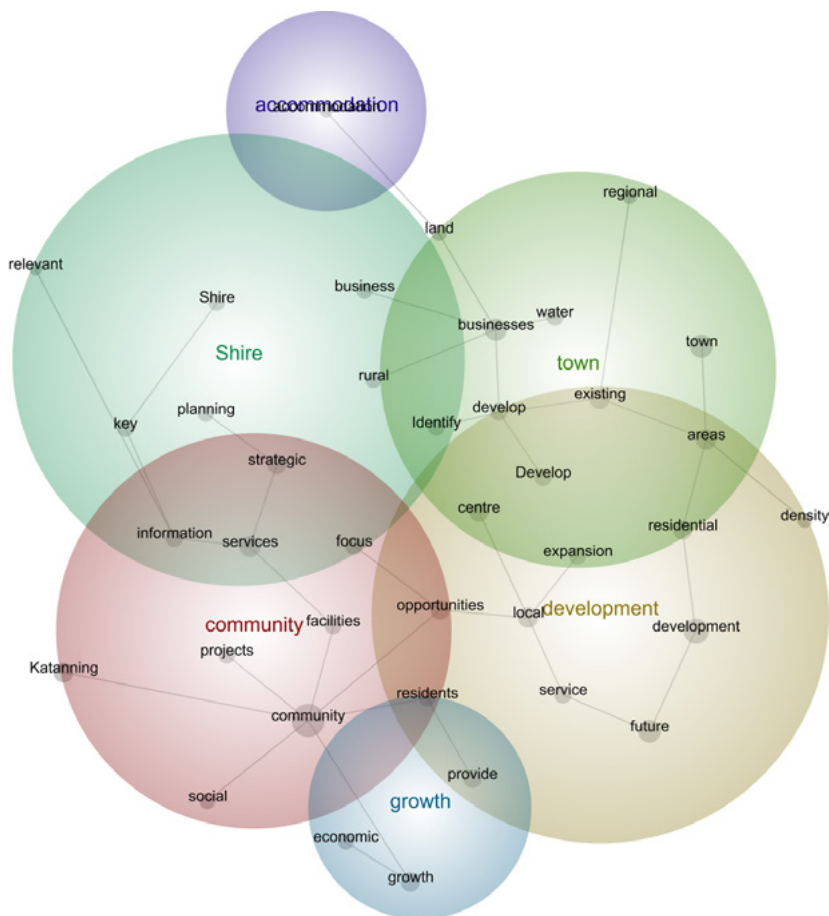 accommodation
accommodation
regional
land
relevant
business
Shire
water
businesses
town
Shire
town
rural
existing
planning
develop
key
Identify
areas
strategic
Develop
centre
density
information
services
focus
residential
expansion
opportunities
local
development
community
facilities
development
projects
Katanning
residents
service
community
future
provide
social
growth
economic
growth